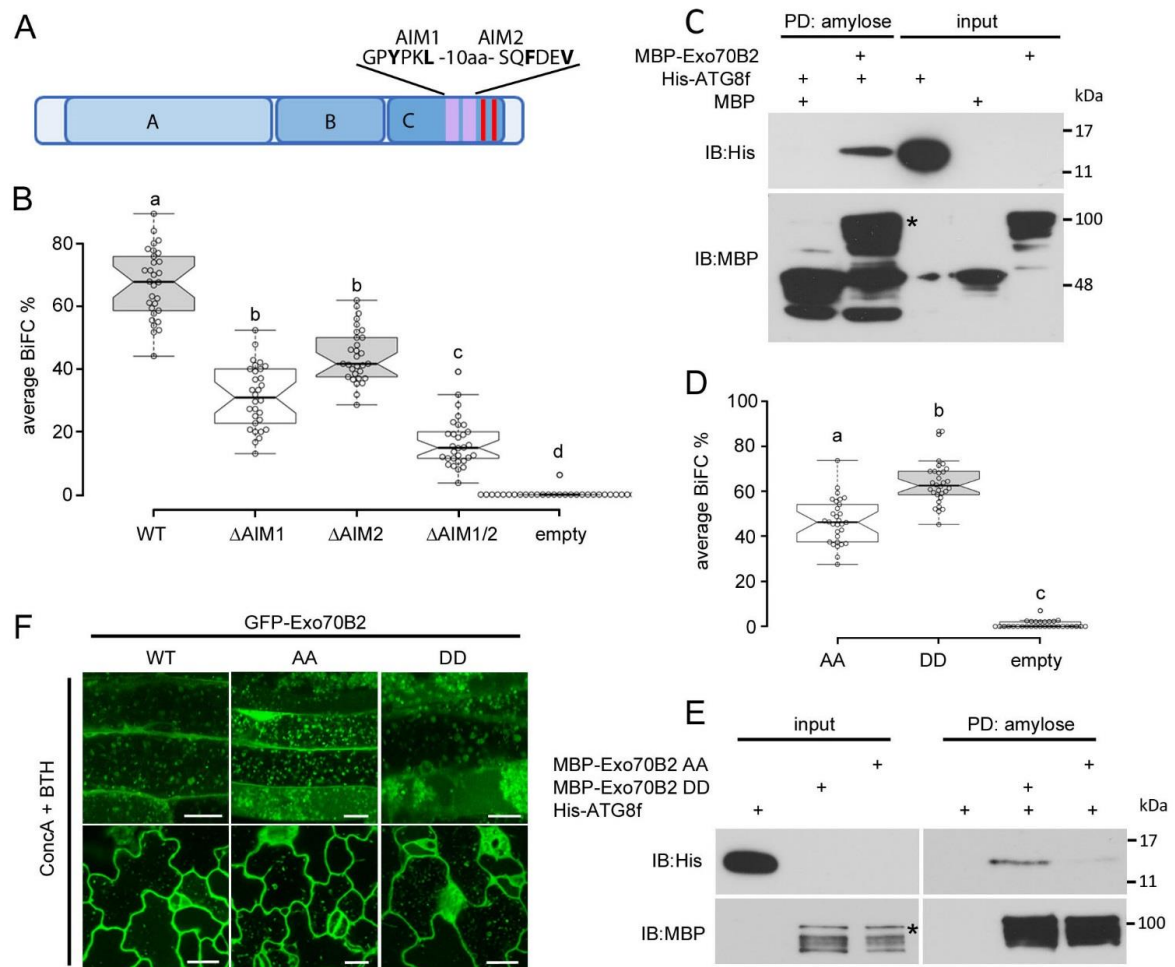 A
AIM1 AIM2
GPYPKL -10aa- SQFDEV
A B C
B
average BiFC %
80
60
40
20
0
a
b
b
c
d
WT ΔAIM1 ΔAIM2 ΔAIM1/2 empty
C
PD: amylose input
MBP-Exo70B2 + +
His-ATG8f + + +
MBP + +
kDa
IB:His
17
11
IB:MBP
*
100
48
D
average BiFC %
100
80
60
40
20
0
a
b
c
AA DD empty
E
input PD: amylose
MBP-Exo70B2 AA + +
MBP-Exo70B2 DD + +
His-ATG8f + + + +
kDa
IB:His
17
11
IB:MBP
*
100
F
GFP-Exo70B2
WT AA DD
ConcA + BTH